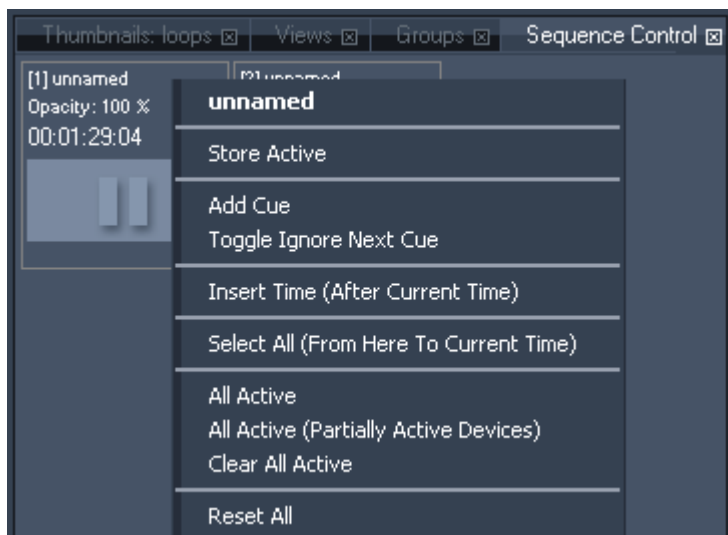 Thumbnails: loops Views Groups Sequence Control
[1] unnamed
Opacity: 100 %
00:01:29:04
[2] unnamed
unnamed
Store Active
Add Cue
Toggle Ignore Next Cue
Insert Time (After Current Time)
Select All (From Here To Current Time)
All Active
All Active (Partially Active Devices)
Clear All Active
Reset All